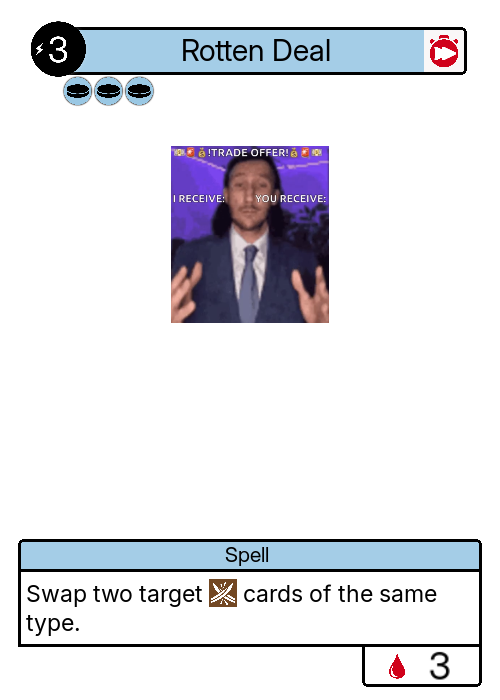 3
Rotten Deal
!TRADE OFFER!
I RECEIVE: YOU RECEIVE:
Spell
Swap two target cards of the same
type.
3